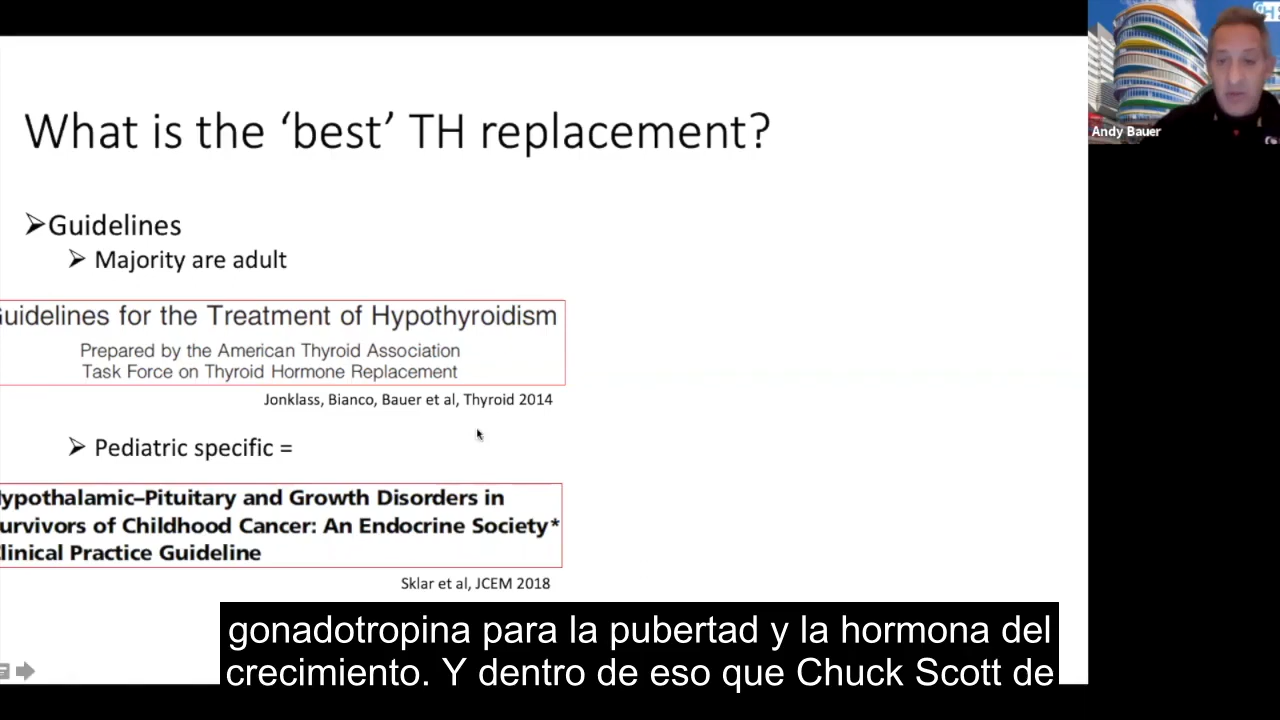 What is the ‘best’ TH replacement?
Andy Bauer
Guidelines
Majority are adult
uidelines for the Treatment of Hypothyroidism
Prepared by the American Thyroid Association
Task Force on Thyroid Hormone Replacement
Jonklass, Bianco, Bauer et al, Thyroid 2014
Pediatric specific =
ypothalamic–Pituitary and Growth Disorders in
urvivors of Childhood Cancer: An Endocrine Society*
linical Practice Guideline
Sklar et al, JCEM 2018
gonadotropina para la pubertad y la hormona del
crecimiento. Y dentro de eso que Chuck Scott de